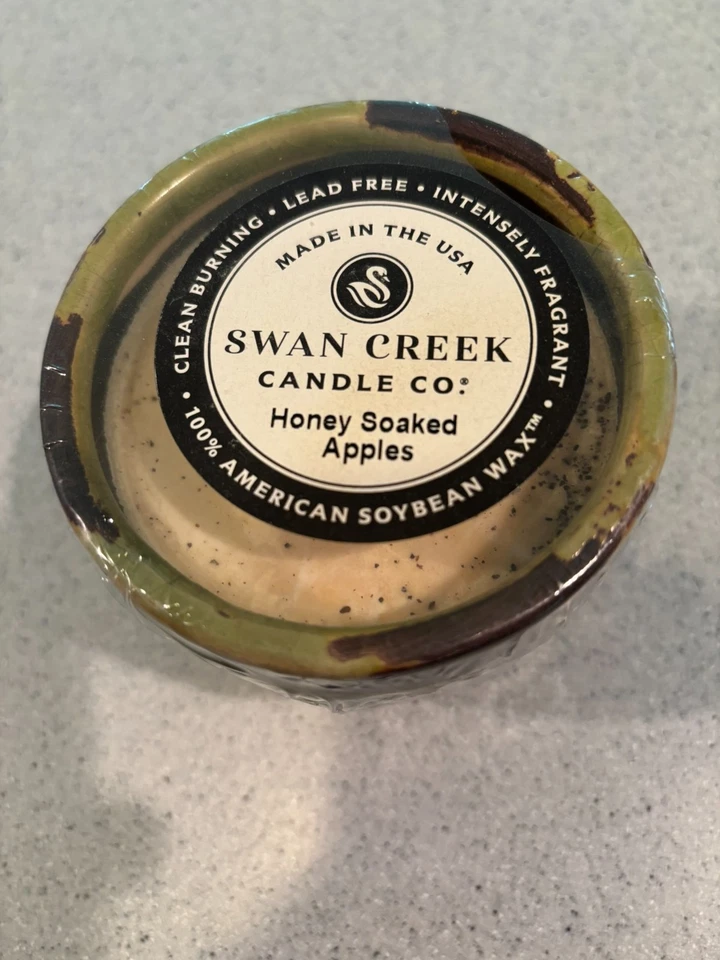 • CLEAN BURNING • LEAD FREE • INTENSELY FRAGRANT •
MADE IN THE USA
SWAN CREEK
CANDLE CO.®
Honey Soaked
Apples
100% AMERICAN SOYBEAN WAX™